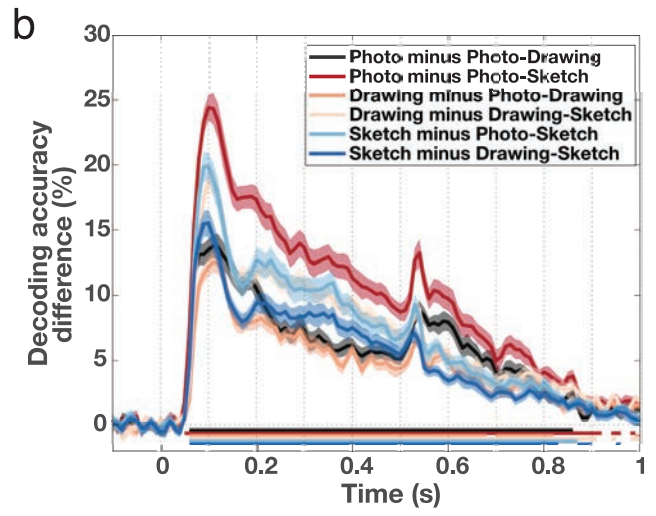 b
30
25
20
15
10
5
0
Decoding accuracy
difference (%)
Photo minus Photo-Drawing
Photo minus Photo-Sketch
Drawing minus Photo-Drawing
Drawing minus Drawing-Sketch
Sketch minus Photo-Sketch
Sketch minus Drawing-Sketch
0 0.2 0.4 0.6 0.8 1
Time (s)